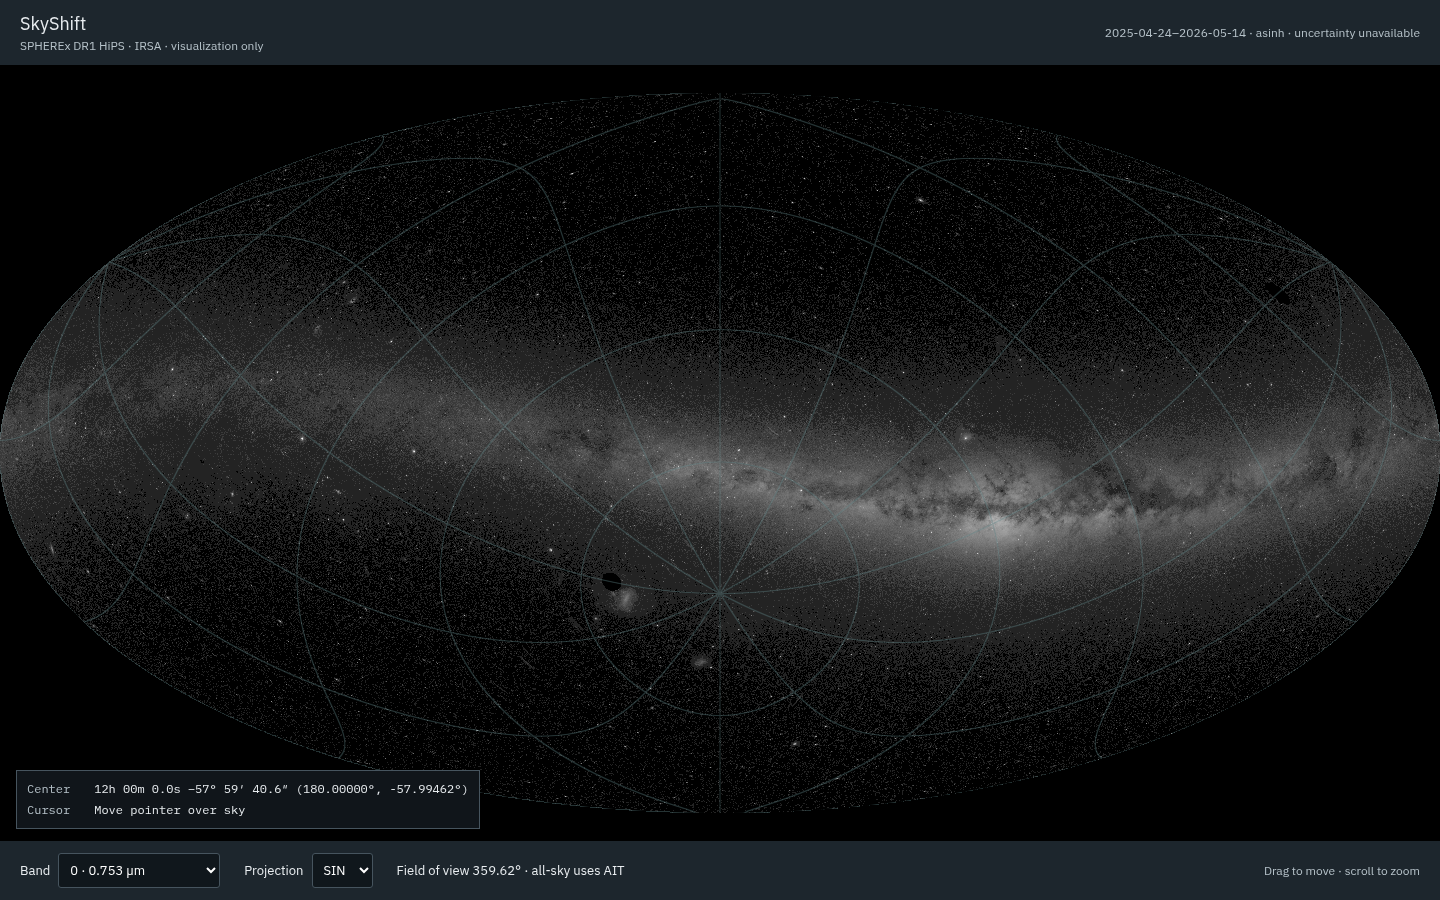 SkyShift
SPHEREx DR1 HiPS · IRSA · visualization only
2025-04-24–2026-05-14 · asinh · uncertainty unavailable
Center 12h 00m 0.0s −57° 59′ 40.6″ (180.00000°, -57.99462°)
Cursor Move pointer over sky
Band 0 · 0.753 µm Projection SIN Field of view 359.62° · all-sky uses AIT
Drag to move · scroll to zoom